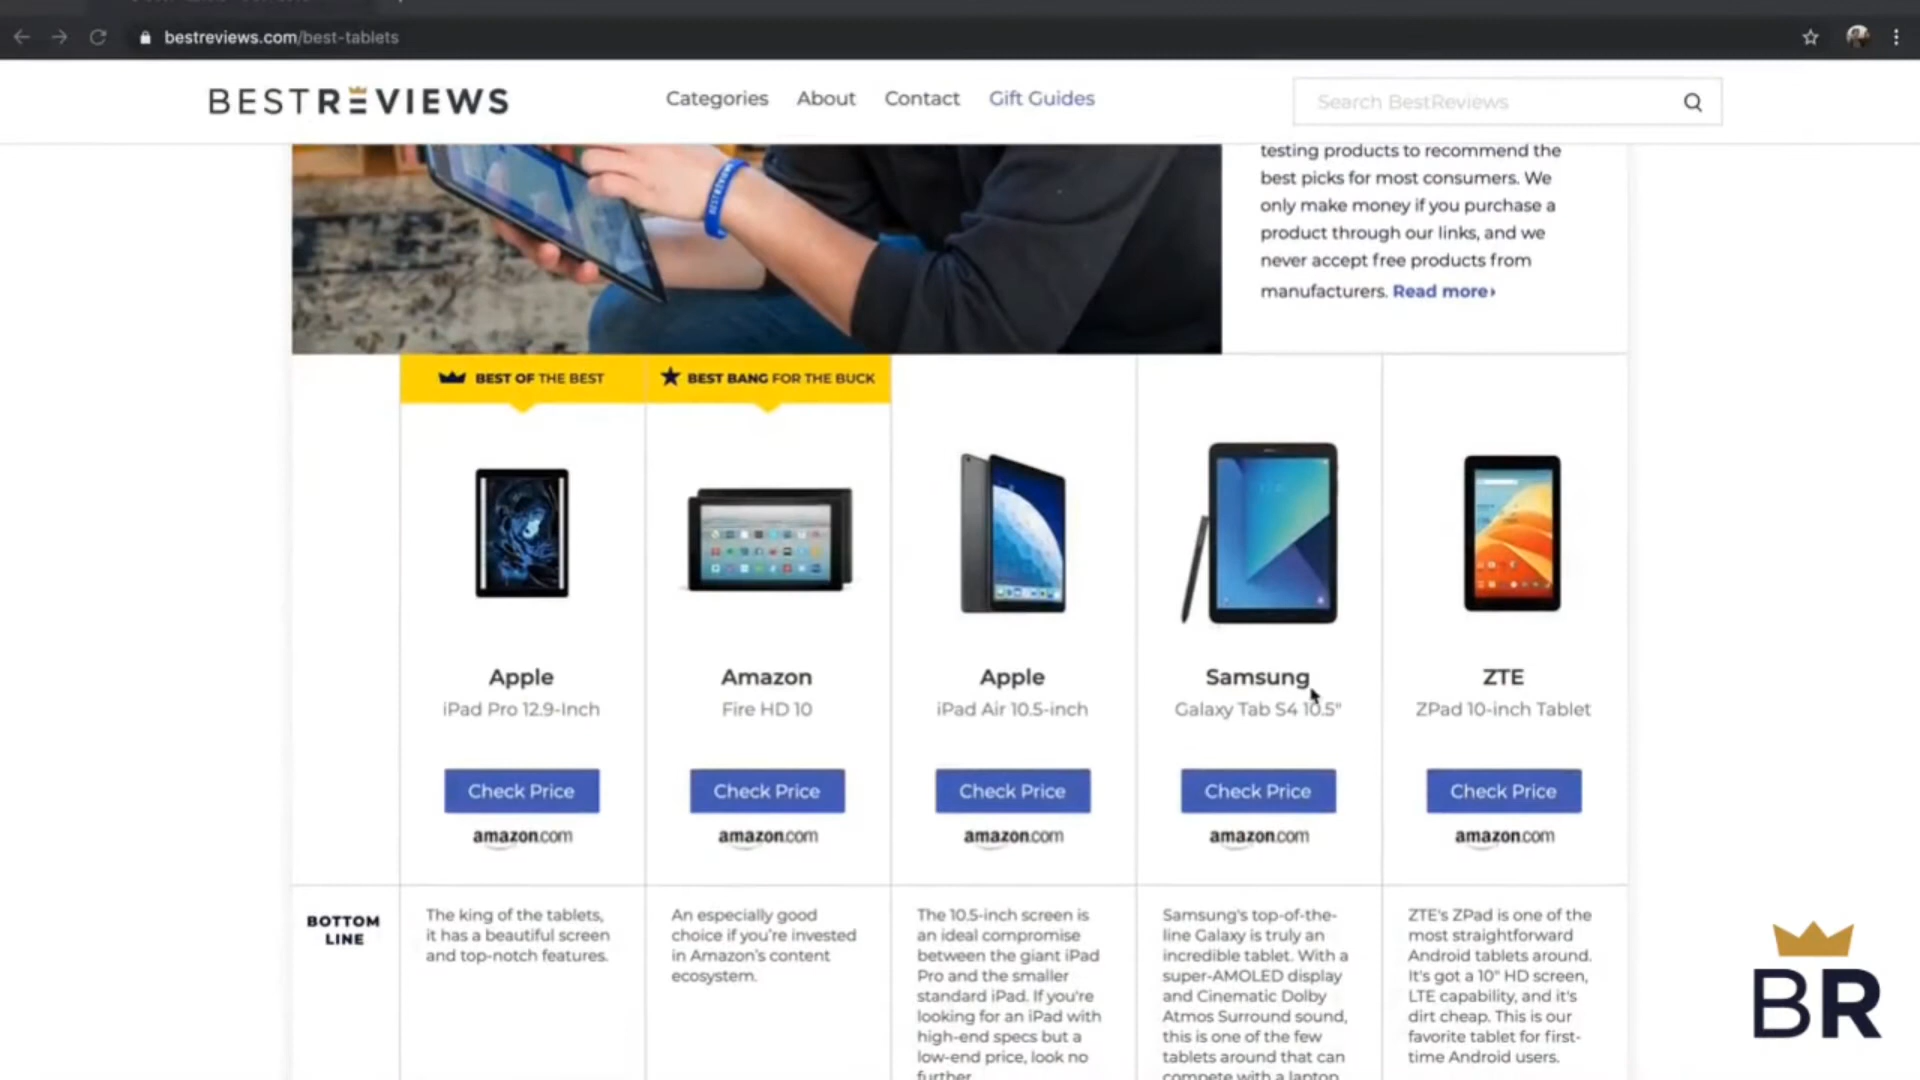 bestreviews.com/best-tablets
BESTREVIEWS
Categories About Contact Gift Guides
Search BestReviews
testing products to recommend the
best picks for most consumers. We
only make money if you purchase a
product through our links, and we
never accept free products from
manufacturers. Read more›
BEST OF THE BEST
BEST BANG FOR THE BUCK
Apple
iPad Pro 12.9-Inch
Check Price
amazon.com
Amazon
Fire HD 10
Check Price
amazon.com
Apple
iPad Air 10.5-inch
Check Price
amazon.com
Samsung
Galaxy Tab S4 10.5"
Check Price
amazon.com
ZTE
ZPad 10-inch Tablet
Check Price
amazon.com
BOTTOM
LINE
The king of the tablets,
it has a beautiful screen
and top-notch features.
An especially good
choice if you're invested
in Amazon's content
ecosystem.
The 10.5-inch screen is
an ideal compromise
between the giant iPad
Pro and the smaller
standard iPad. If you're
looking for an iPad with
high-end specs but a
low-end price, look no
further.
Samsung's top-of-the-
line Galaxy is truly an
incredible tablet. With a
super-AMOLED display
and Cinematic Dolby
Atmos Surround sound,
this is one of the few
tablets around that can
compete with a laptop
ZTE's ZPad is one of the
most straightforward
Android tablets around.
It's got a 10" HD screen,
LTE capability, and it's
dirt cheap. This is our
favorite tablet for first-
time Android users.
BR